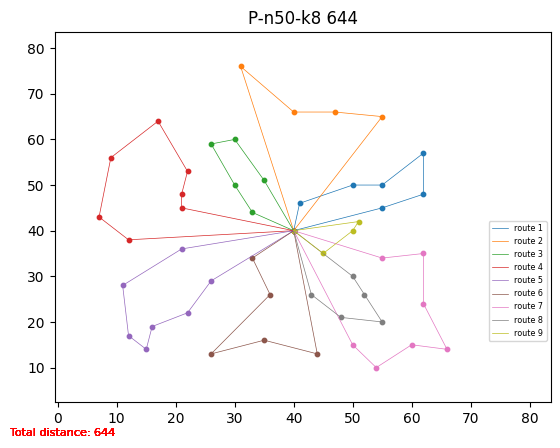 P-n50-k8 644
80
70
60
50
40
30
20
10
0 10 20 30 40 50 60 70 80
route 1
route 2
route 3
route 4
route 5
route 6
route 7
route 8
route 9
Total distance: 644